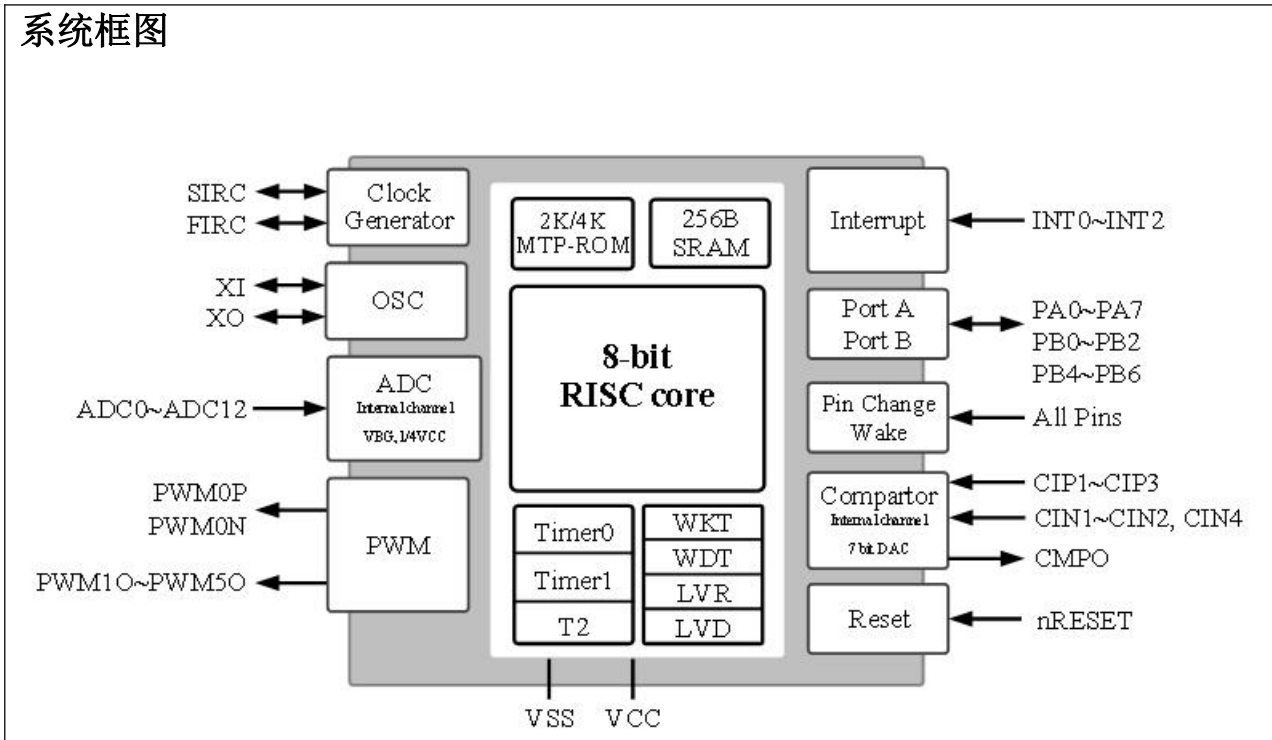 系统框图
SIRC
FIRC
Clock
Generator
XI
XO
OSC
ADC0~ADC12
ADC
Internal channel
VBG, 1/4VCC
PWM0P
PWM0N
PWM1O~PWM5O
PWM
2K/4K
MTP-ROM
256B
SRAM
8-bit
RISC core
Timer0
Timer1
T2
WKT
WDT
LVR
LVD
VSS
VCC
Interrupt
INT0~INT2
Port A
Port B
PA0~PA7
PB0~PB2
PB4~PB6
Pin Change
Wake
All Pins
Compartor
Internal channel
7 bit DAC
CIP1~CIP3
CIN1~CIN2, CIN4
CMPO
Reset
nRESET